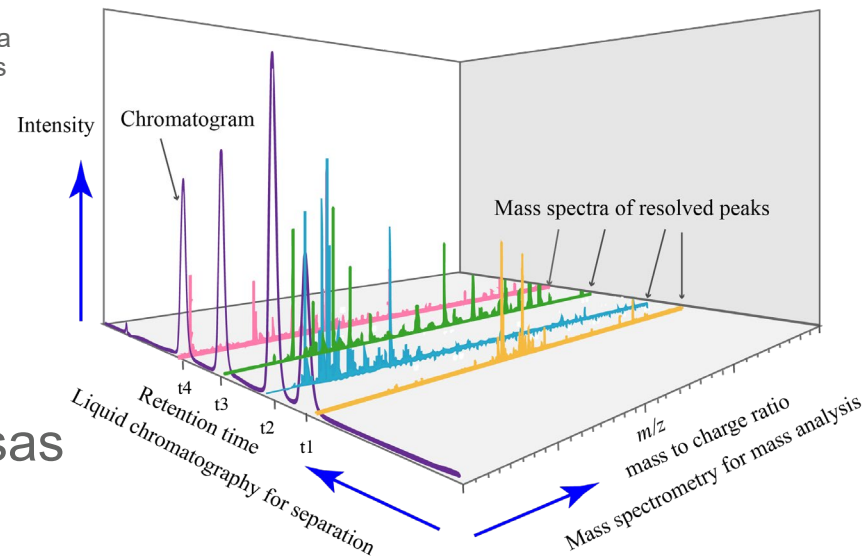 a
s
Intensity
Chromatogram
Mass spectra of resolved peaks
t4
t3
t2
t1
Retention time
Liquid chromatography for separation
m/z
mass to charge ratio
Mass spectrometry for mass analysis
sas